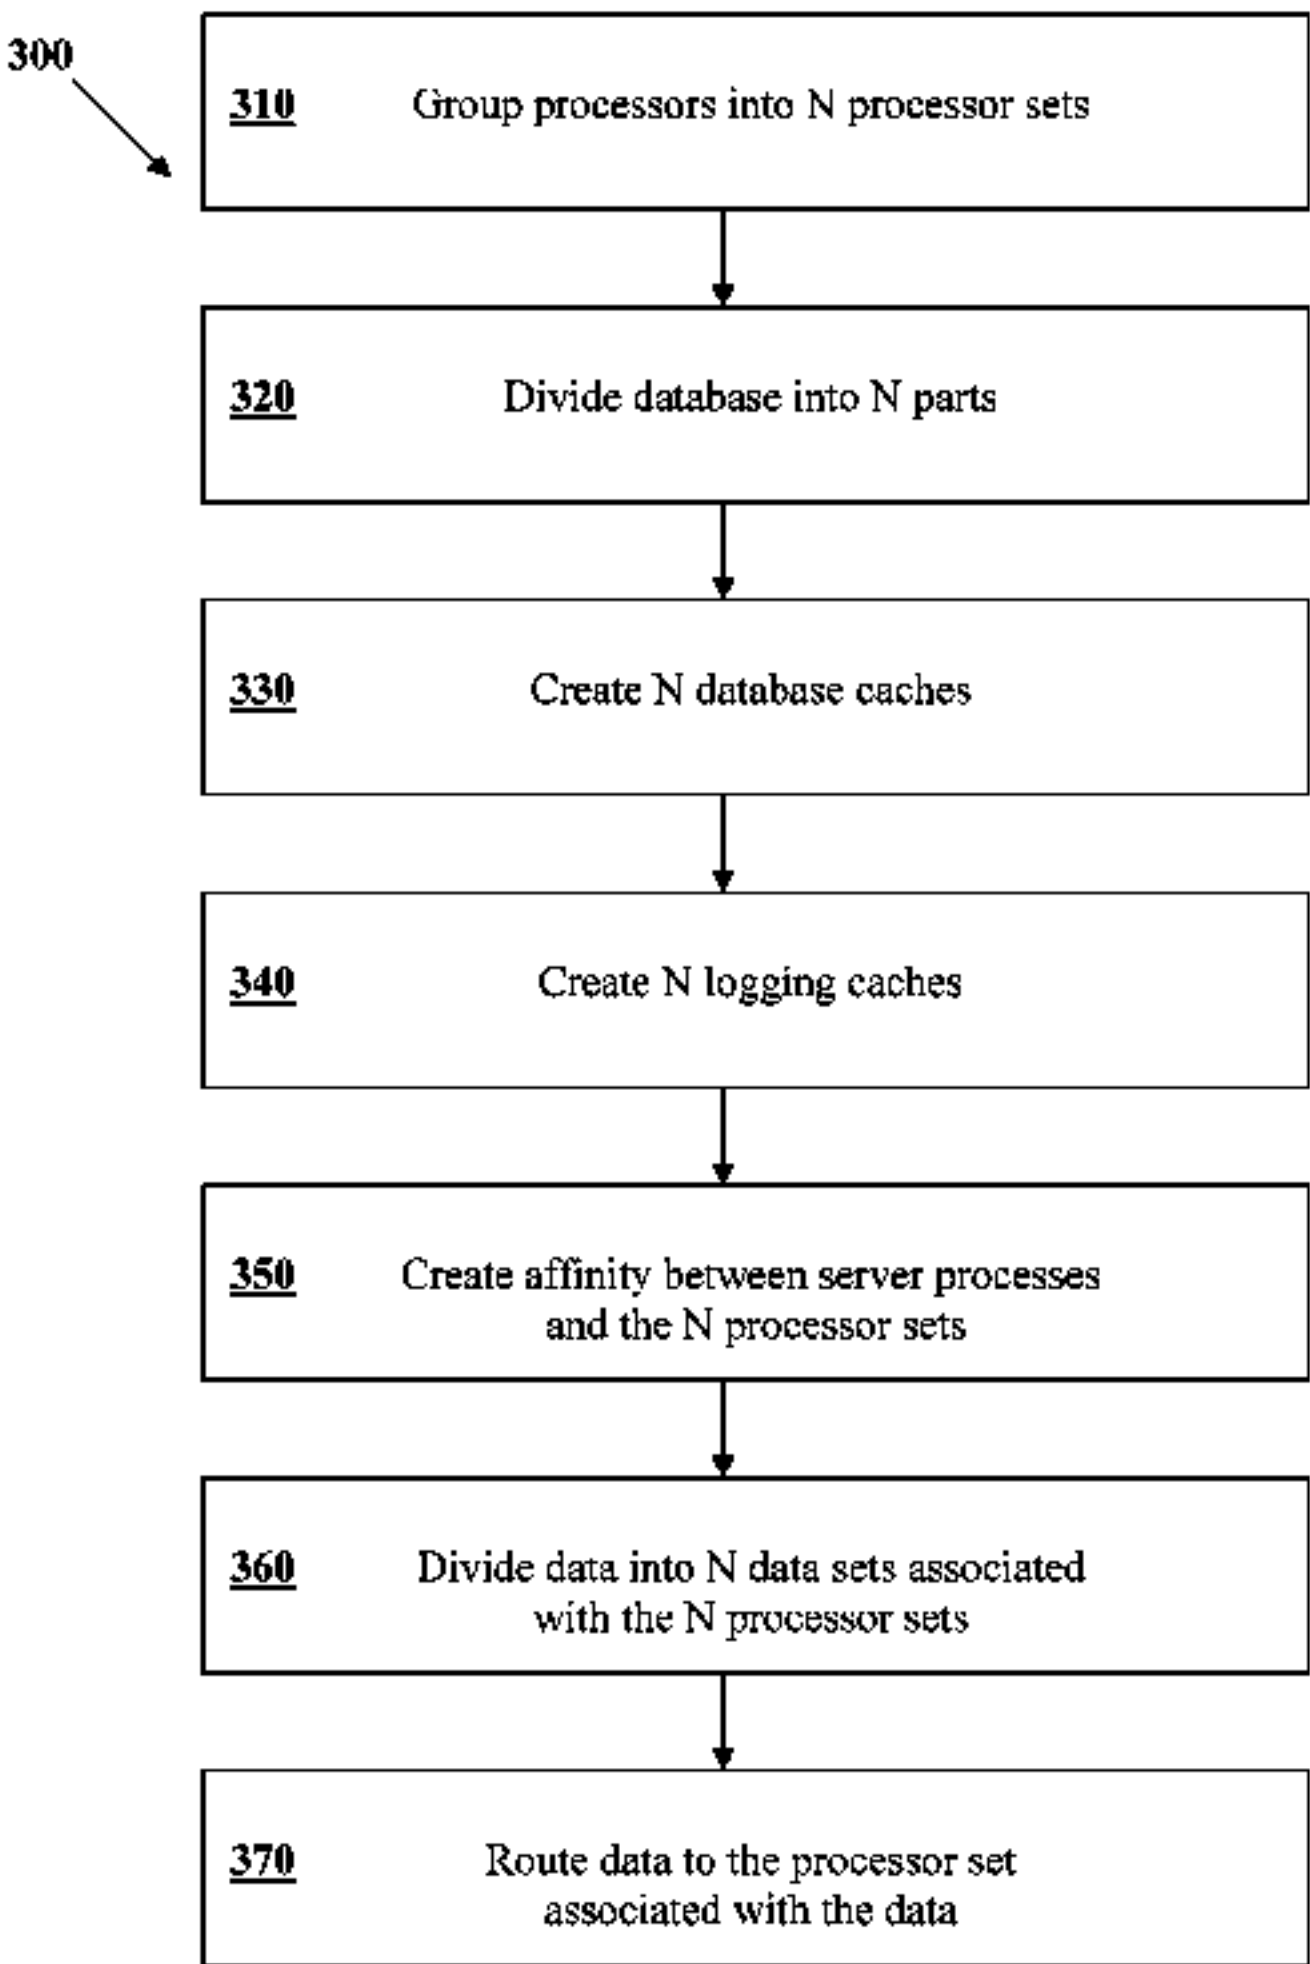 300
310 Group processors into N processor sets
320 Divide database into N parts
330 Create N database caches
340 Create N logging caches
350 Create affinity between server processes
and the N processor sets
360 Divide data into N data sets associated
with the N processor sets
370 Route data to the processor set
associated with the data